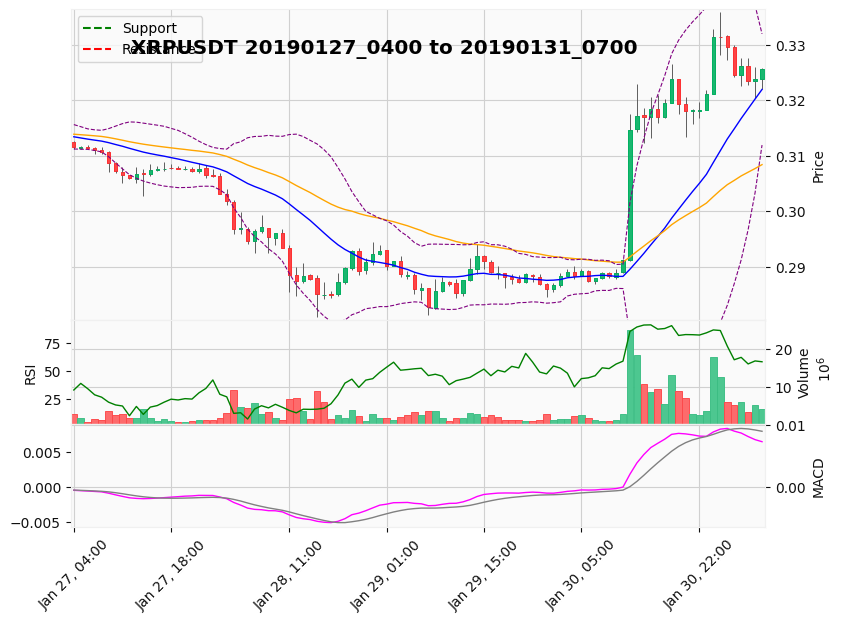 Support
Resistance
XRPUSDT 20190127_0400 to 20190131_0700
0.33
0.32
0.31
0.30
0.29
Price
75
50
25
RSI
20
10
Volume
10^6
0.005
0.000
−0.005
0.01
0.00
MACD
Jan 27, 04:00
Jan 27, 18:00
Jan 28, 11:00
Jan 29, 01:00
Jan 29, 15:00
Jan 30, 05:00
Jan 30, 22:00